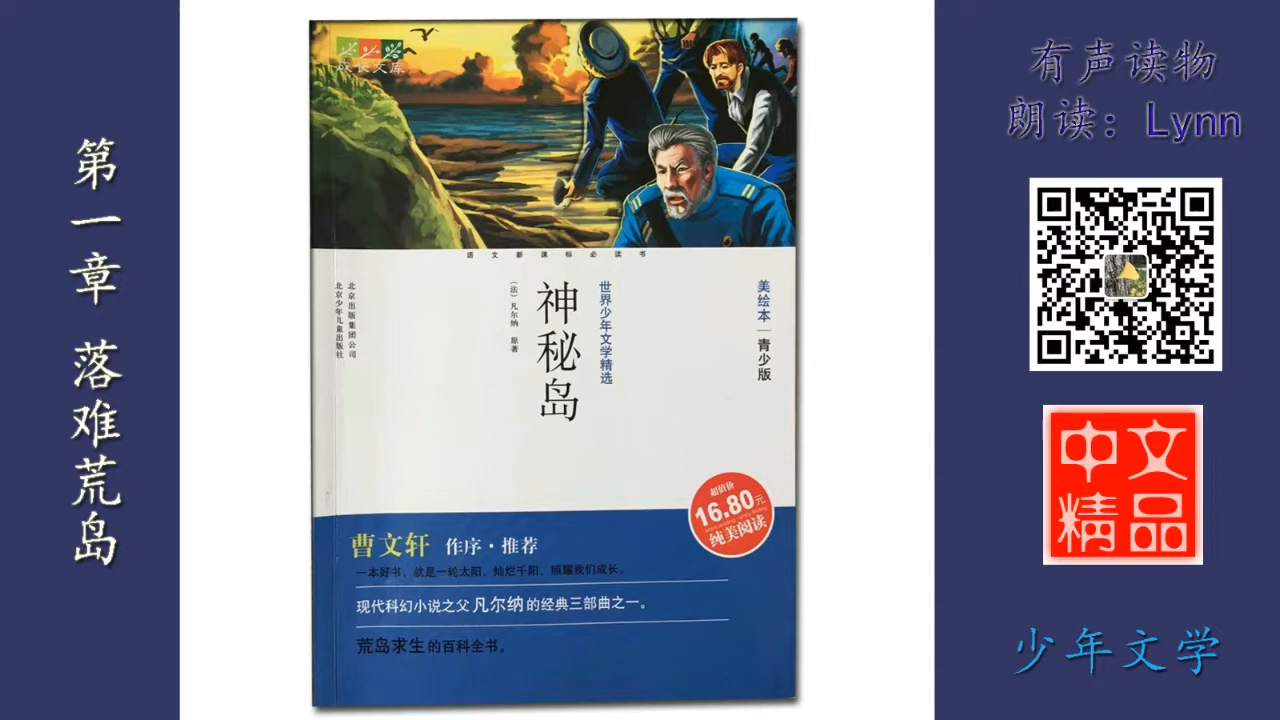 第一章 落难荒岛
成长文库
语文新课标必读书
美绘本 | 青少版
世界少年文学精选
神秘岛
(法) 凡尔纳 原著
北京出版集团公司
北京少年儿童出版社
超值价
16.80元
纯美阅读
曹文轩 作序·推荐
一本好书，就是一轮太阳，灿烂千阳，照耀我们成长。
现代科幻小说之父凡尔纳的经典三部曲之一。
荒岛求生的百科全书。
有声读物
朗读：Lynn
中文
精品
少年文学